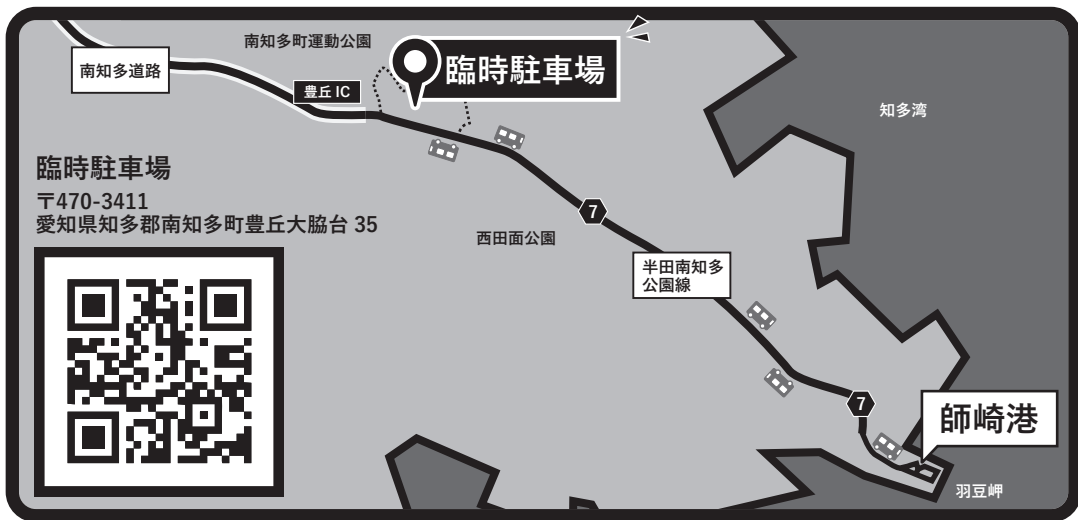 南知多町運動公園
臨時駐車場
南知多道路
豊丘 IC
知多湾
臨時駐車場
〒470-3411
愛知県知多郡南知多町豊丘大脇台 35
7
西田面公園
半田南知多
公園線
7
師崎港
羽豆岬